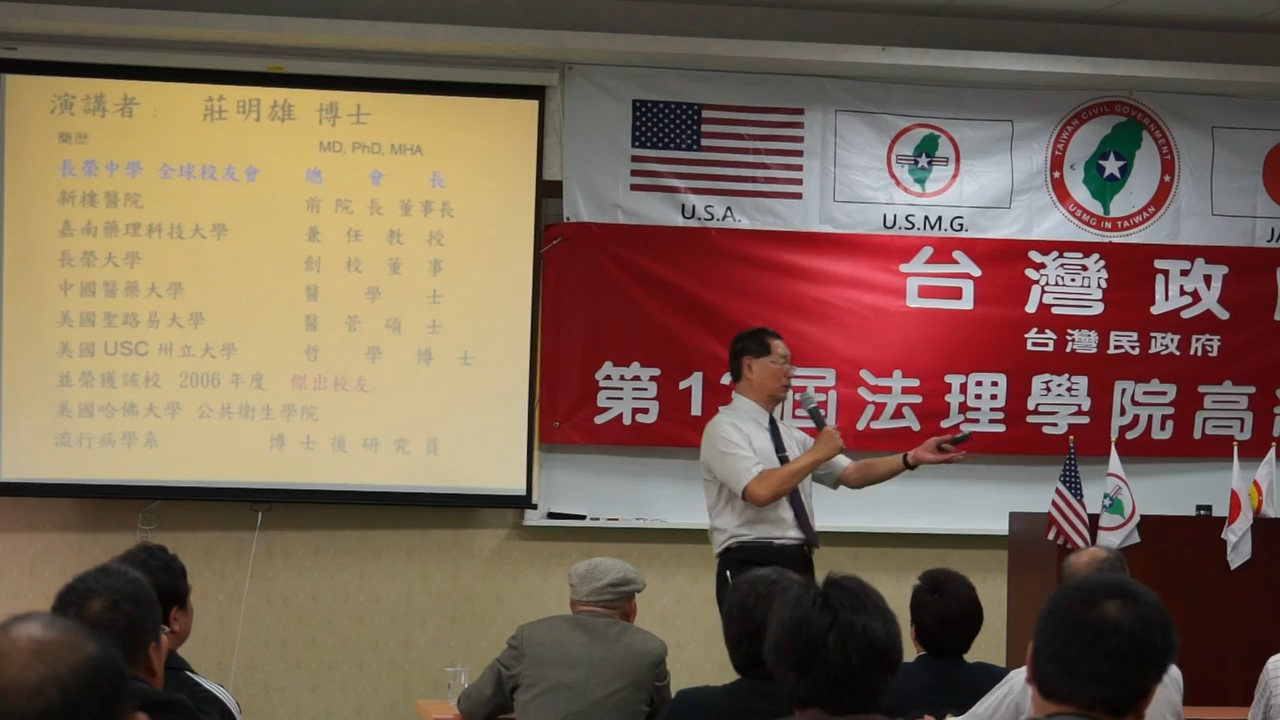 演講者： 莊明雄 博士
簡歷
MD, PhD, MHA
長榮中學 全球校友會 總 會 長
新樓醫院 前 院 長 董事長
嘉南藥理科技大學 兼 任 教 授
長榮大學 創 校 董 事
中國醫藥大學 醫 學 士
美國聖路易大學 醫 管 碩 士
美國 USC 州立大學 哲 學 博 士
並榮獲該校 2006 年度 傑出校友
美國哈佛大學 公共衛生學院
流行病學系 博 士 後 研 究 員
U.S.A.
U.S.M.G.
TAIWAN CIVIL GOVERNMENT
USMG IN TAIWAN
JA
台灣政
台灣民政府
第1 屆法理學院高